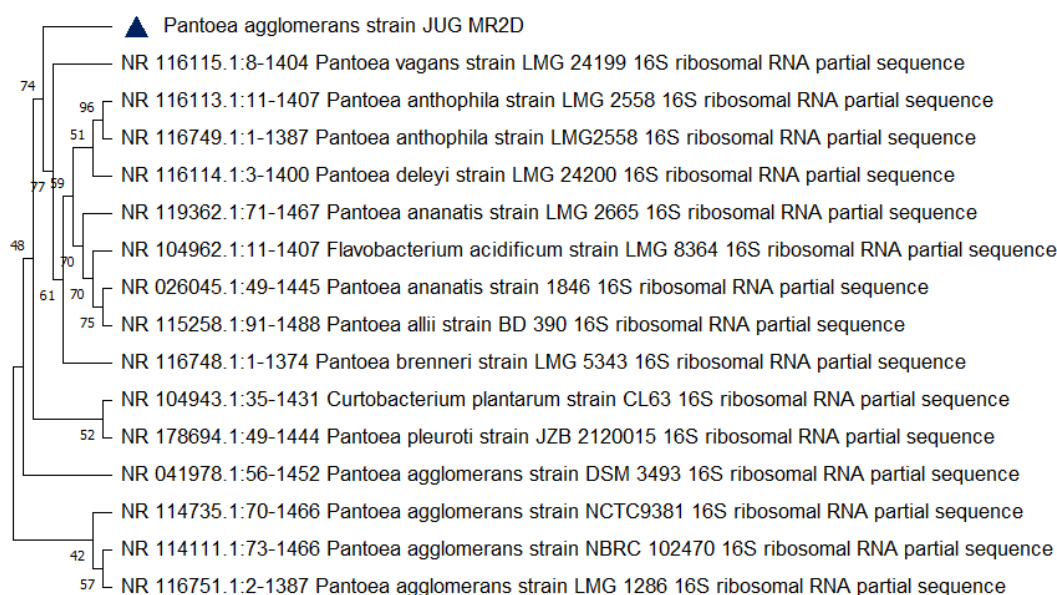 Pantoea agglomerans strain JUG MR2D
74
NR 116115.1:8-1404 Pantoea vagans strain LMG 24199 16S ribosomal RNA partial sequence
96
NR 116113.1:11-1407 Pantoea anthophila strain LMG 2558 16S ribosomal RNA partial sequence
51
NR 116749.1:1-1387 Pantoea anthophila strain LMG2558 16S ribosomal RNA partial sequence
77 59
NR 116114.1:3-1400 Pantoea deleyi strain LMG 24200 16S ribosomal RNA partial sequence
NR 119362.1:71-1467 Pantoea ananatis strain LMG 2665 16S ribosomal RNA partial sequence
48
NR 104962.1:11-1407 Flavobacterium acidificum strain LMG 8364 16S ribosomal RNA partial sequence
70
NR 026045.1:49-1445 Pantoea ananatis strain 1846 16S ribosomal RNA partial sequence
61 70
NR 115258.1:91-1488 Pantoea allii strain BD 390 16S ribosomal RNA partial sequence
75
NR 116748.1:1-1374 Pantoea brenneri strain LMG 5343 16S ribosomal RNA partial sequence
NR 104943.1:35-1431 Curtobacterium plantarum strain CL63 16S ribosomal RNA partial sequence
52
NR 178694.1:49-1444 Pantoea pleuroti strain JZB 2120015 16S ribosomal RNA partial sequence
NR 041978.1:56-1452 Pantoea agglomerans strain DSM 3493 16S ribosomal RNA partial sequence
NR 114735.1:70-1466 Pantoea agglomerans strain NCTC9381 16S ribosomal RNA partial sequence
42
NR 114111.1:73-1466 Pantoea agglomerans strain NBRC 102470 16S ribosomal RNA partial sequence
57
NR 116751.1:2-1387 Pantoea agglomerans strain LMG 1286 16S ribosomal RNA partial sequence